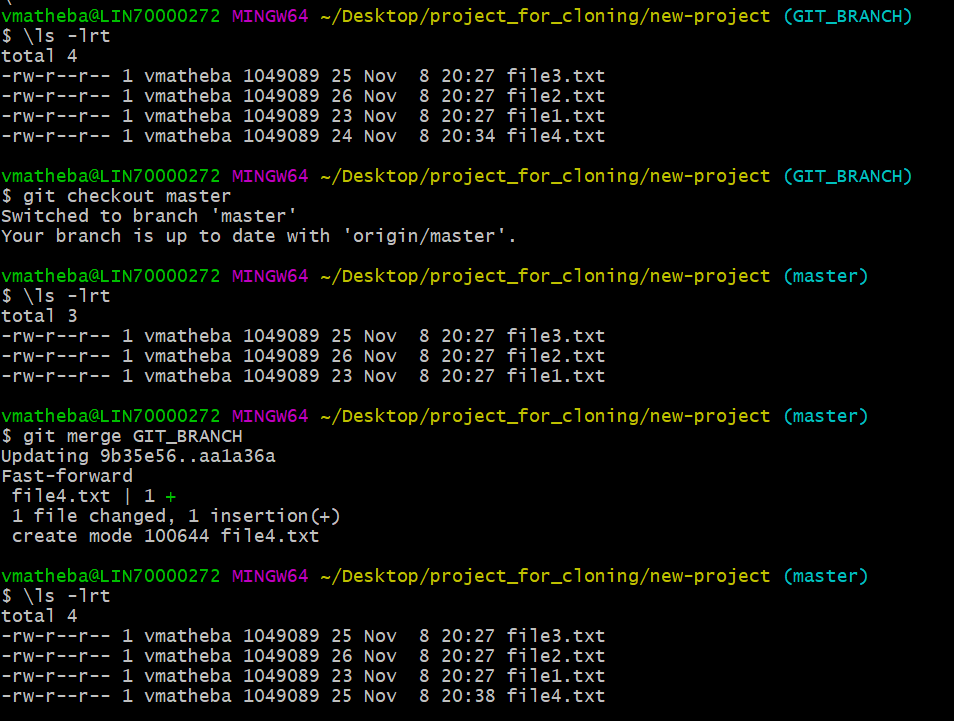 vmatheba@LIN70000272 MINGW64 ~/Desktop/project_for_cloning/new-project (GIT_BRANCH)
$ \ls -lrt
total 4
-rw-r--r-- 1 vmatheba 1049089 25 Nov  8 20:27 file3.txt
-rw-r--r-- 1 vmatheba 1049089 26 Nov  8 20:27 file2.txt
-rw-r--r-- 1 vmatheba 1049089 23 Nov  8 20:27 file1.txt
-rw-r--r-- 1 vmatheba 1049089 24 Nov  8 20:34 file4.txt
vmatheba@LIN70000272 MINGW64 ~/Desktop/project_for_cloning/new-project (GIT_BRANCH)
$ git checkout master
Switched to branch 'master'
Your branch is up to date with 'origin/master'.
vmatheba@LIN70000272 MINGW64 ~/Desktop/project_for_cloning/new-project (master)
$ \ls -lrt
total 3
-rw-r--r-- 1 vmatheba 1049089 25 Nov  8 20:27 file3.txt
-rw-r--r-- 1 vmatheba 1049089 26 Nov  8 20:27 file2.txt
-rw-r--r-- 1 vmatheba 1049089 23 Nov  8 20:27 file1.txt
vmatheba@LIN70000272 MINGW64 ~/Desktop/project_for_cloning/new-project (master)
$ git merge GIT_BRANCH
Updating 9b35e56..aa1a36a
Fast-forward
 file4.txt | 1 +
 1 file changed, 1 insertion(+)
 create mode 100644 file4.txt
vmatheba@LIN70000272 MINGW64 ~/Desktop/project_for_cloning/new-project (master)
$ \ls -lrt
total 4
-rw-r--r-- 1 vmatheba 1049089 25 Nov  8 20:27 file3.txt
-rw-r--r-- 1 vmatheba 1049089 26 Nov  8 20:27 file2.txt
-rw-r--r-- 1 vmatheba 1049089 23 Nov  8 20:27 file1.txt
-rw-r--r-- 1 vmatheba 1049089 25 Nov  8 20:38 file4.txt